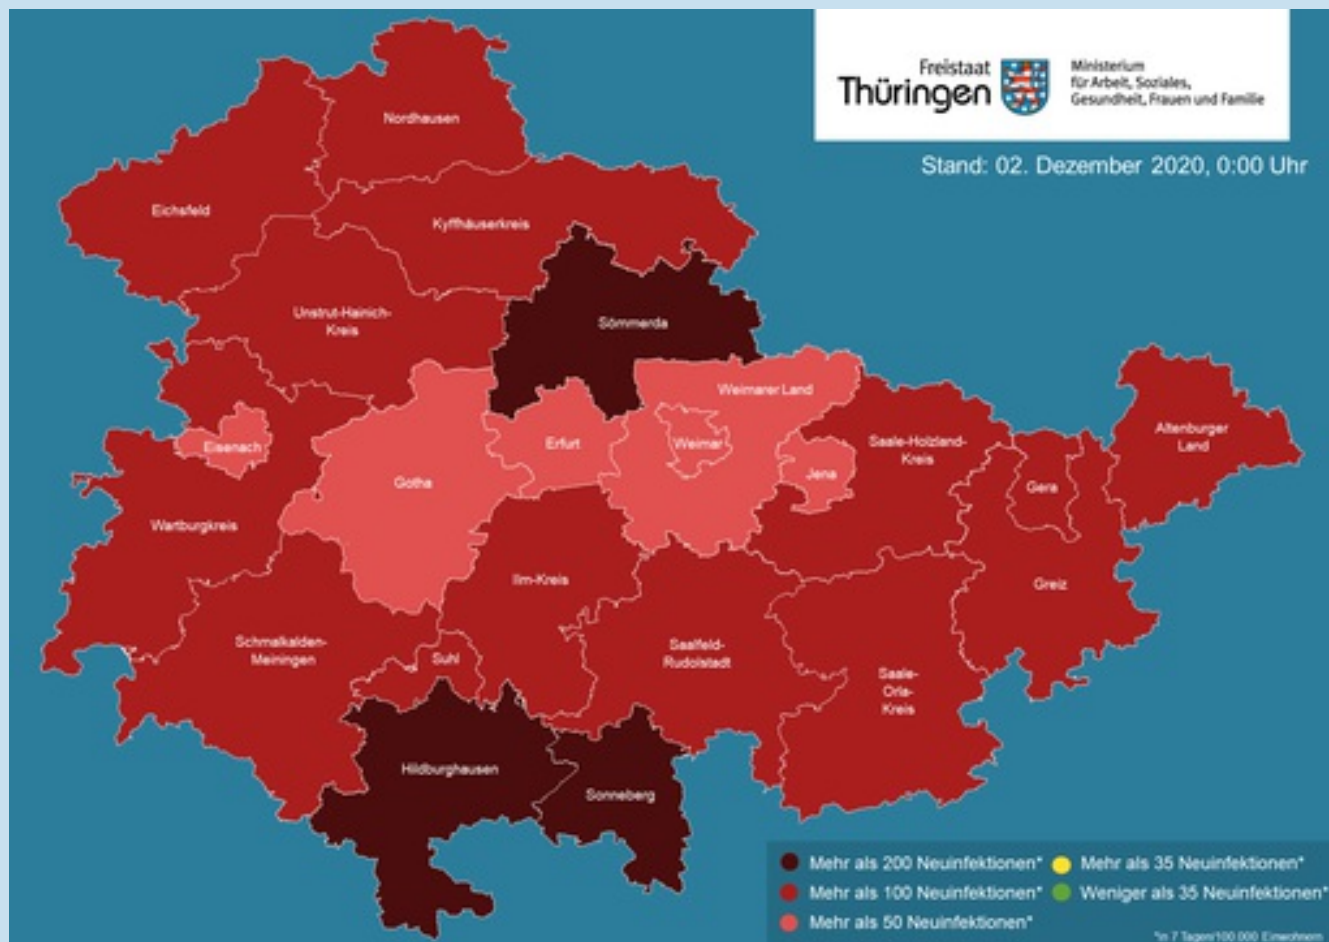 Freistaat
Thüringen
Ministerium
für Arbeit, Soziales,
Gesundheit, Frauen und Familie
Stand: 02. Dezember 2020, 0:00 Uhr
Nordhausen
Eichsfeld
Kyffhäuserkreis
Unstrut-Hainich-
Kreis
Sömmerda
Weimarer Land
Eisenach
Erfurt
Weimar
Saale-Holzland-
Kreis
Altenburger
Land
Gotha
Jena
Gera
Wartburgkreis
Ilm-Kreis
Greiz
Schmalkalden-
Meiningen
Suhl
Saalfeld-
Rudolstadt
Saale-
Orla-
Kreis
Hildburghausen
Sonneberg
Mehr als 200 Neuinfektionen*
Mehr als 100 Neuinfektionen*
Mehr als 50 Neuinfektionen*
Mehr als 35 Neuinfektionen*
Weniger als 35 Neuinfektionen*
*in 7 Tagen/100.000 Einwohnern